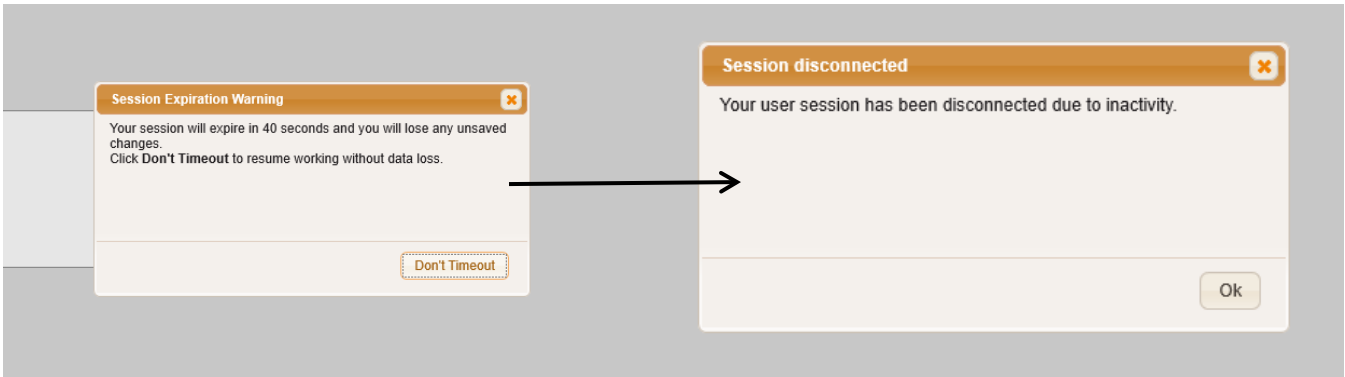 Session Expiration Warning
Your session will expire in 40 seconds and you will lose any unsaved
changes.
Click Don't Timeout to resume working without data loss.
Don't Timeout
Session disconnected
Your user session has been disconnected due to inactivity.
Ok